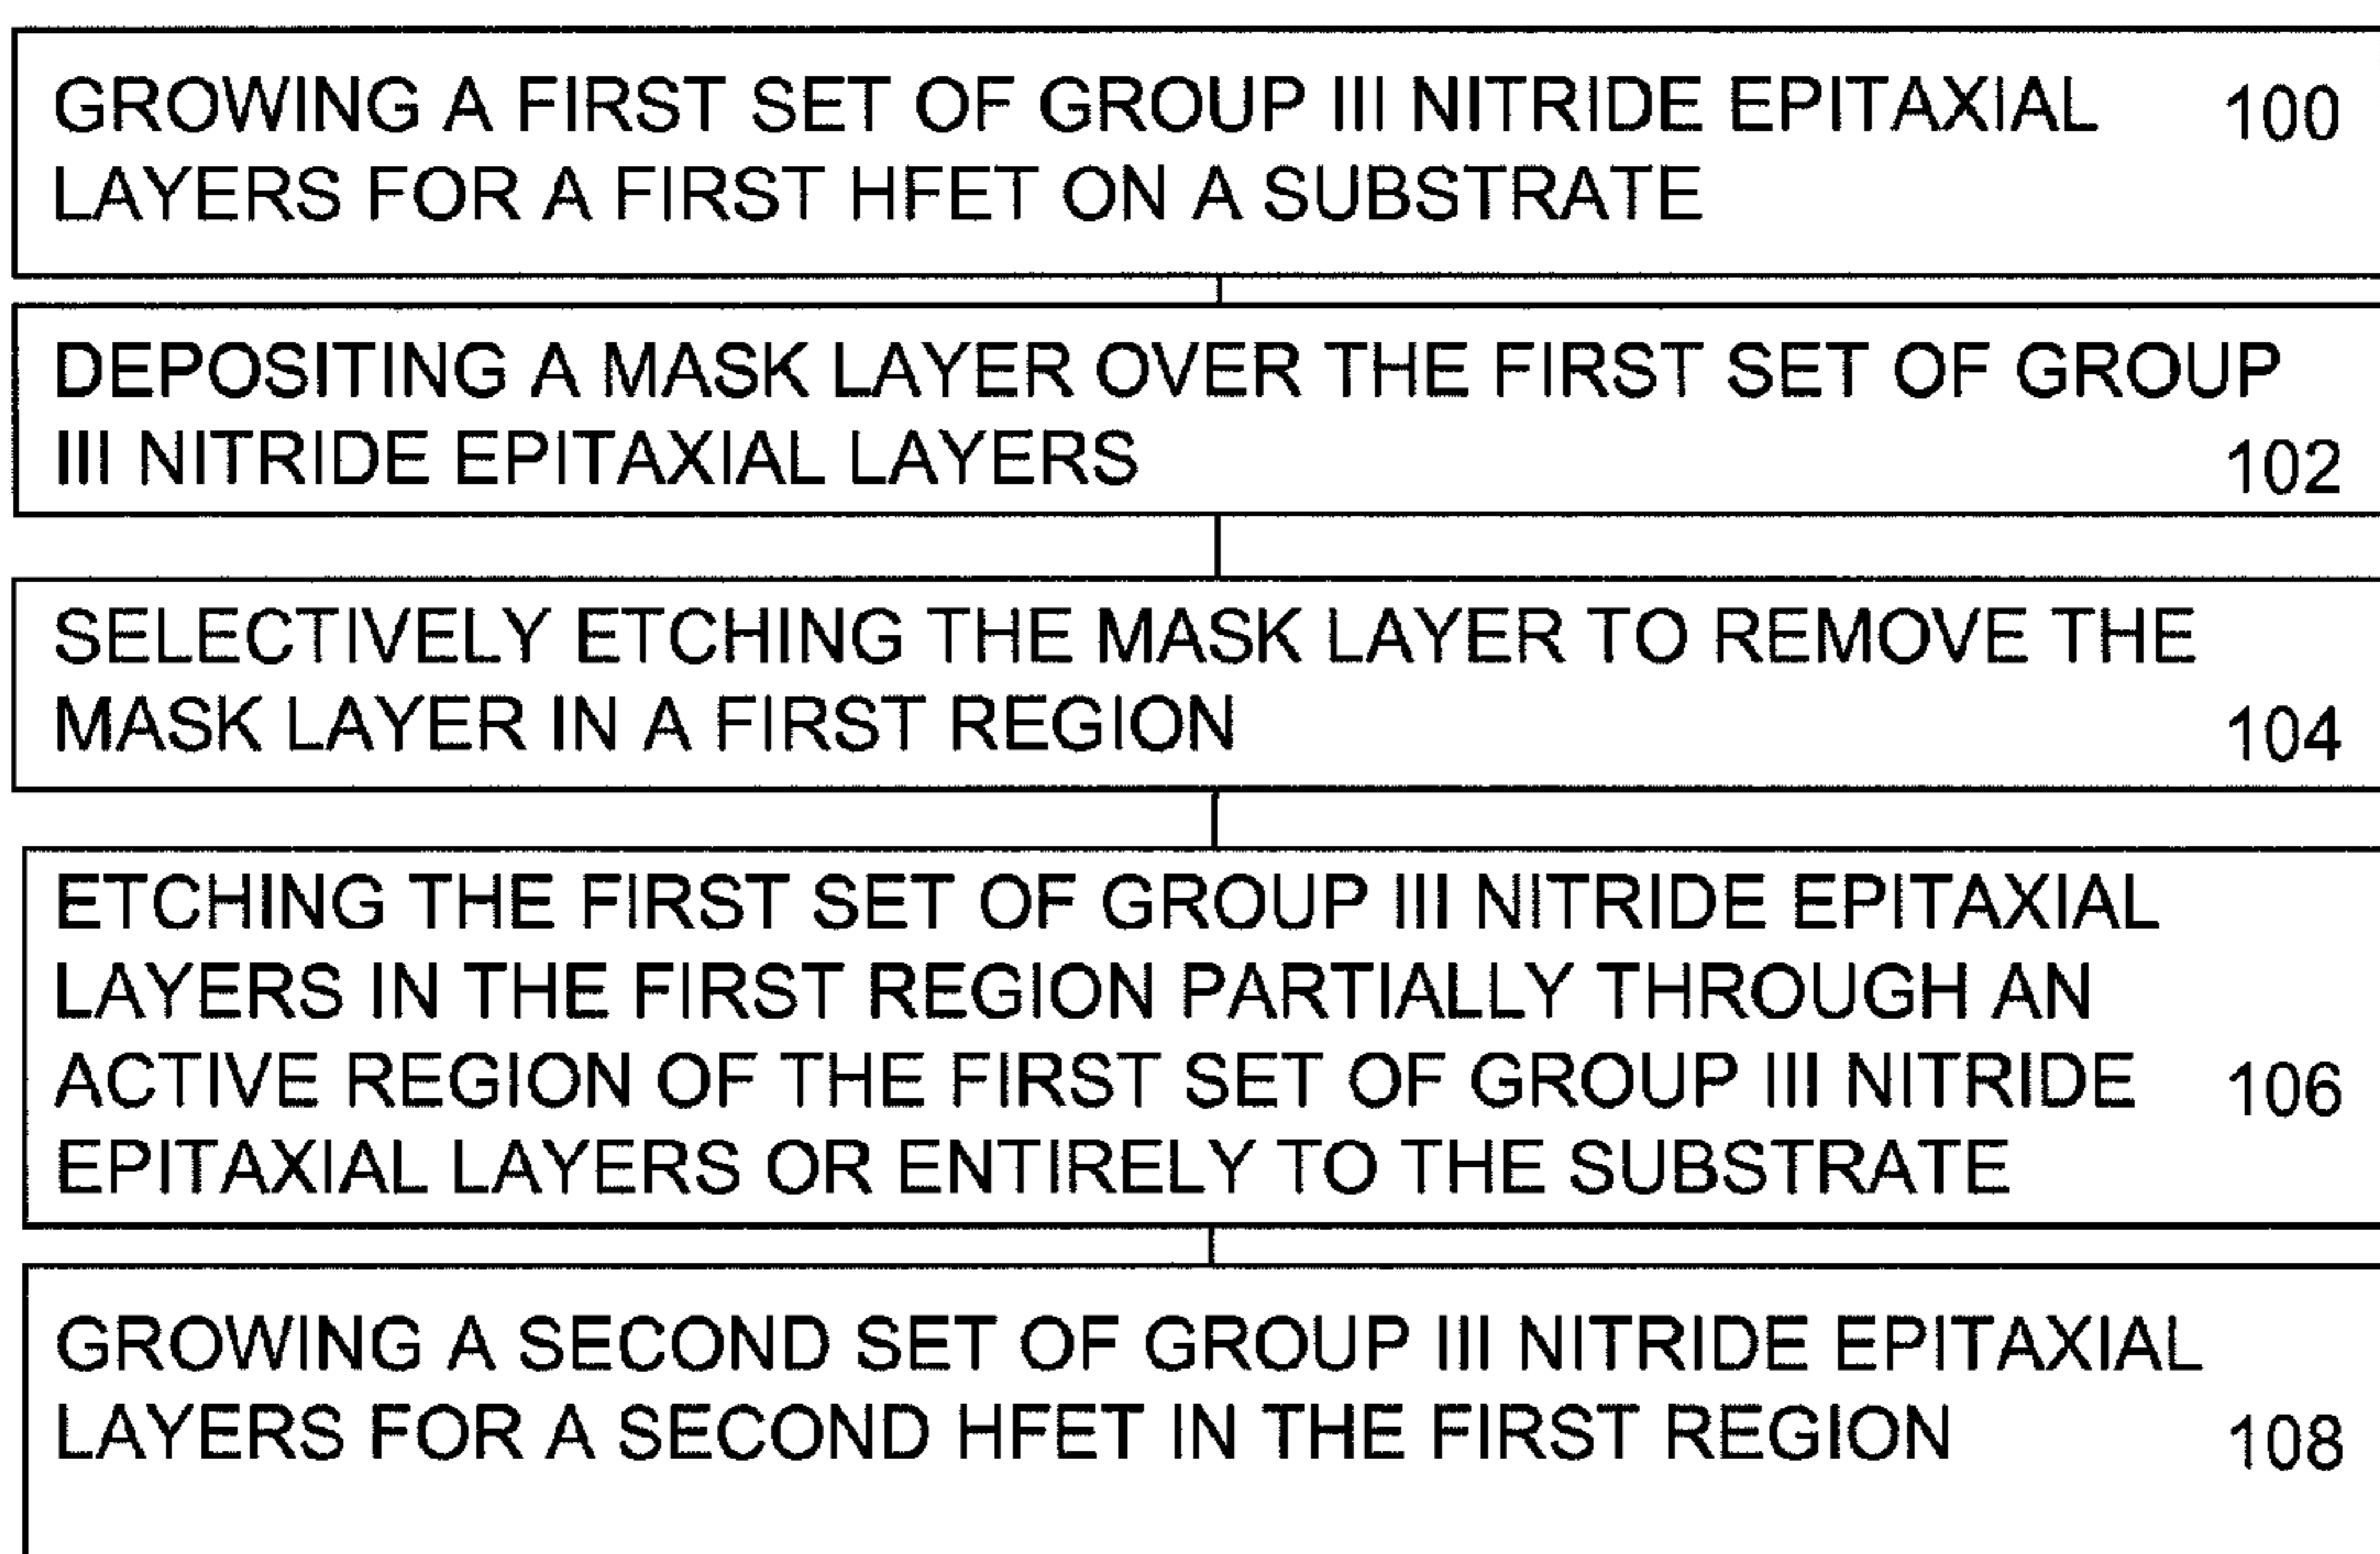 GROWING A FIRST SET OF GROUP III NITRIDE EPITAXIAL 100
LAYERS FOR A FIRST HFET ON A SUBSTRATE
DEPOSITING A MASK LAYER OVER THE FIRST SET OF GROUP
III NITRIDE EPITAXIAL LAYERS 102
SELECTIVELY ETCHING THE MASK LAYER TO REMOVE THE
MASK LAYER IN A FIRST REGION 104
ETCHING THE FIRST SET OF GROUP III NITRIDE EPITAXIAL
LAYERS IN THE FIRST REGION PARTIALLY THROUGH AN
ACTIVE REGION OF THE FIRST SET OF GROUP III NITRIDE 106
EPITAXIAL LAYERS OR ENTIRELY TO THE SUBSTRATE
GROWING A SECOND SET OF GROUP III NITRIDE EPITAXIAL
LAYERS FOR A SECOND HFET IN THE FIRST REGION 108